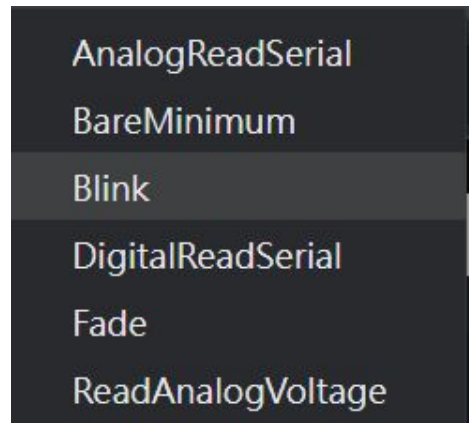 AnalogReadSerial
BareMinimum
Blink
DigitalReadSerial
Fade
ReadAnalogVoltage